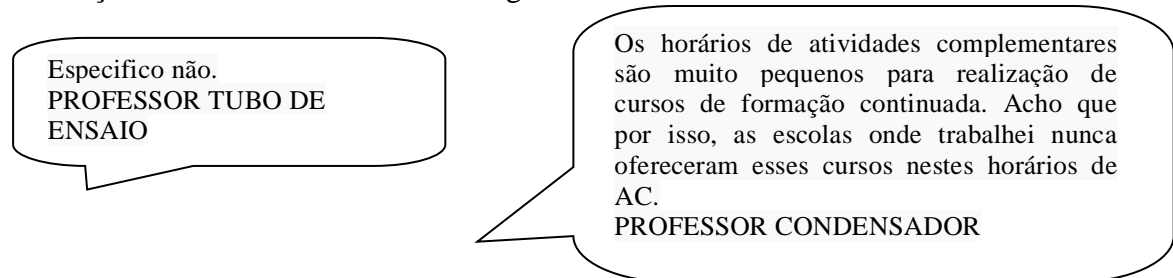 Especifico não.
PROFESSOR TUBO DE
ENSAIO
Os horários de atividades complementares
são muito pequenos para realização de
cursos de formação continuada. Acho que
por isso, as escolas onde trabalhei nunca
ofereceram esses cursos nestes horários de
AC.
PROFESSOR CONDENSADOR